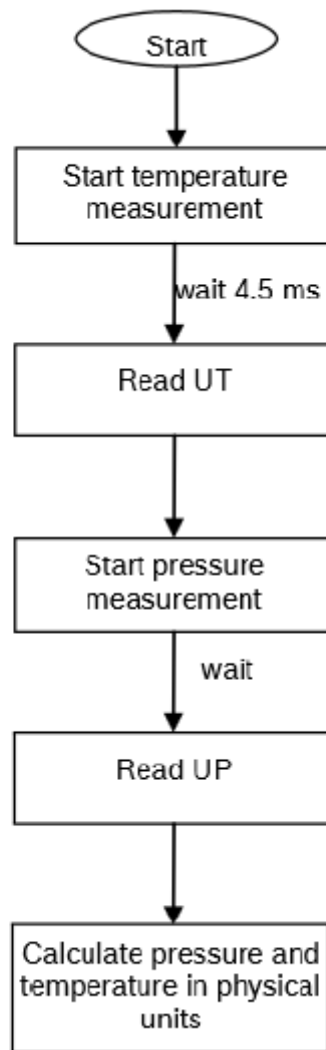 Start
Start temperature
measurement
wait 4.5 ms
Read UT
Start pressure
measurement
wait
Read UP
Calculate pressure and
temperature in physical
units